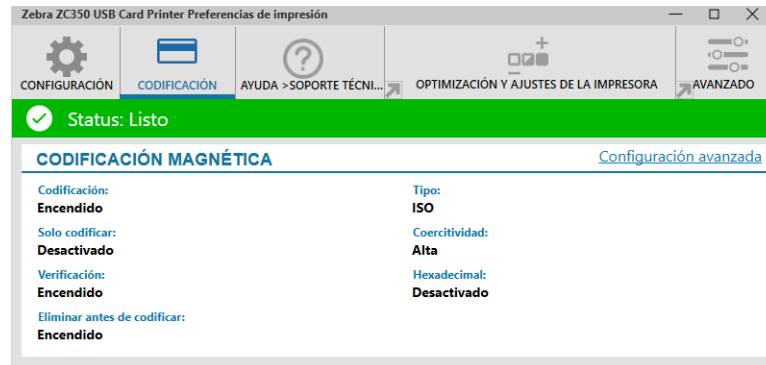 Zebra ZC350 USB Card Printer Preferencias de impresión
CONFIGURACIÓN
CODIFICACIÓN
AYUDA >SOPORTE TÉCNI...
OPTIMIZACIÓN Y AJUSTES DE LA IMPRESORA
AVANZADO
Status: Listo
CODIFICACIÓN MAGNÉTICA
Configuración avanzada
Codificación:
Encendido
Tipo:
ISO
Solo codificar:
Desactivado
Coercitividad:
Alta
Verificación:
Encendido
Hexadecimal:
Desactivado
Eliminar antes de codificar:
Encendido